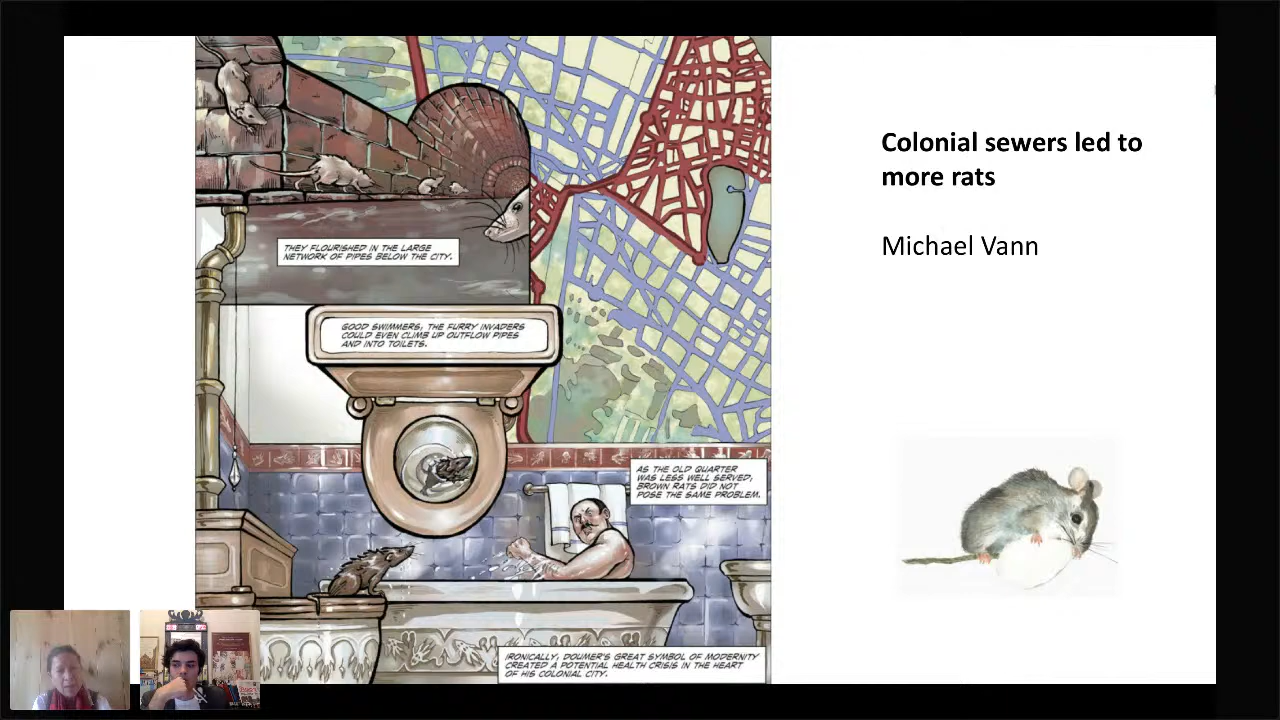 THEY FLOURISHED IN THE LARGE
NETWORK OF PIPES BELOW THE CITY.
GOOD SWIMMERS, THE FURRY INVADERS
COULD EVEN CLIMB UP OUTFLOW PIPES
AND INTO TOILETS.
AS THE OLD QUARTER
WAS LESS WELL SERVED,
BROWN RATS DID NOT
POSE THE SAME PROBLEM.
IRONICALLY, DOUMER'S GREAT SYMBOL OF MODERNITY
CREATED A POTENTIAL HEALTH CRISIS IN THE HEART
OF HIS COLONIAL CITY.
Colonial sewers led to
more rats
Michael Vann